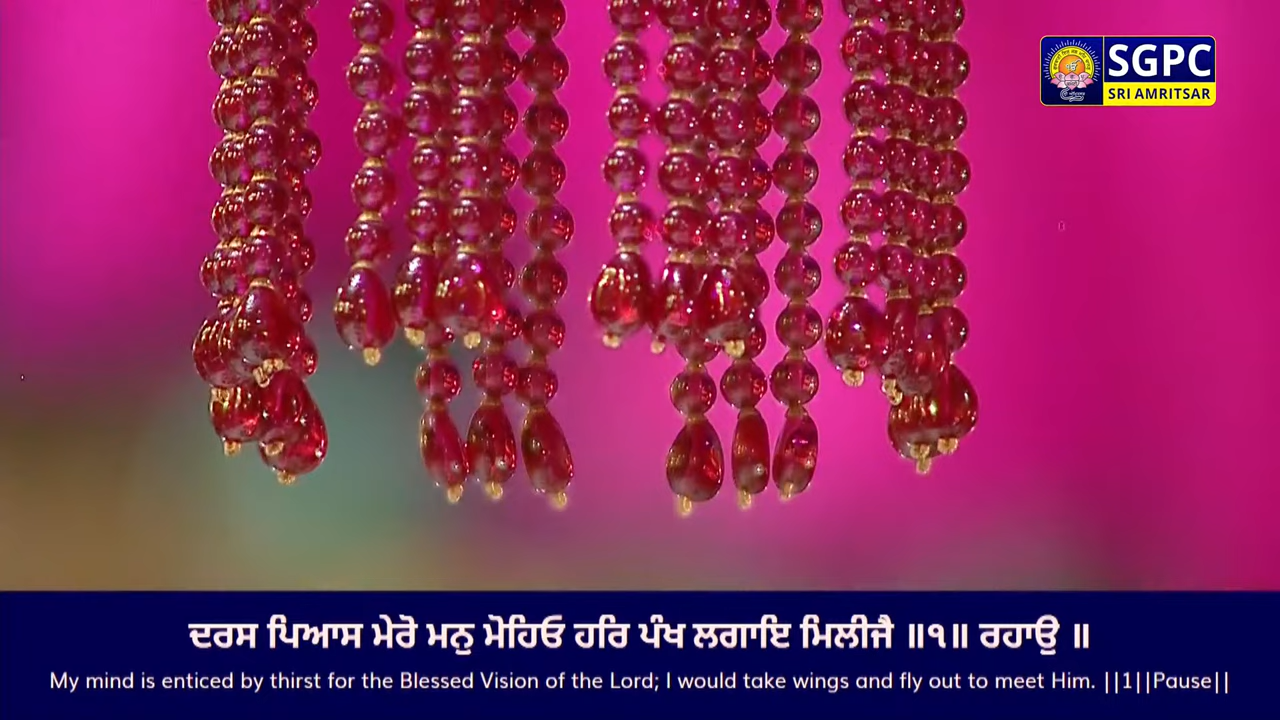 SGPC
SRI AMRITSAR
ਦਰਸ ਪਿਆਸ ਮੇਰੋ ਮਨੁ ਮੋਹਿਓ ਹਰਿ ਪੰਖ ਲਗਾਇ ਮਿਲੀਜੈ ॥੧॥ ਰਹਾਉ ॥
My mind is enticed by thirst for the Blessed Vision of the Lord; I would take wings and fly out to meet Him. ||1||Pause||